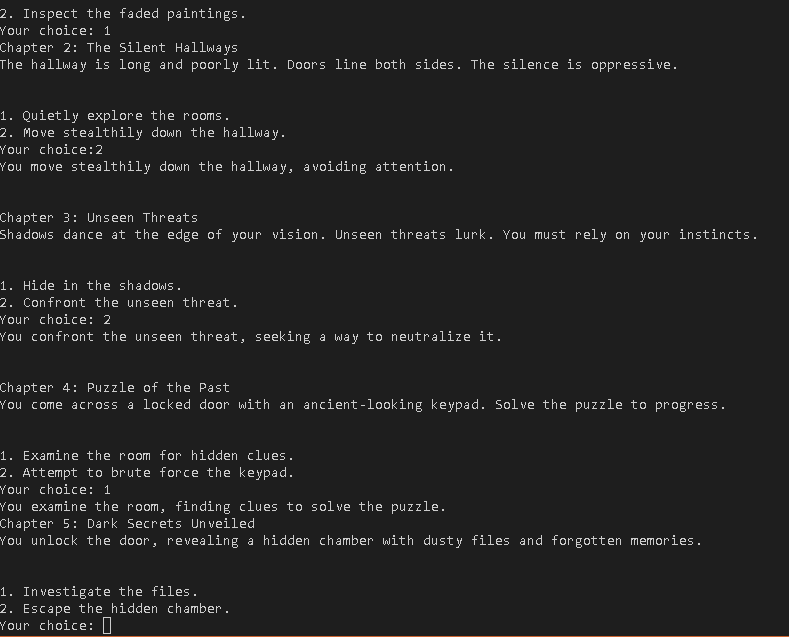 2. Inspect the faded paintings.
Your choice: 1
Chapter 2: The Silent Hallways
The hallway is long and poorly lit. Doors line both sides. The silence is oppressive.
1. Quietly explore the rooms.
2. Move stealthily down the hallway.
Your choice:2
You move stealthily down the hallway, avoiding attention.
Chapter 3: Unseen Threats
Shadows dance at the edge of your vision. Unseen threats lurk. You must rely on your instincts.
1. Hide in the shadows.
2. Confront the unseen threat.
Your choice: 2
You confront the unseen threat, seeking a way to neutralize it.
Chapter 4: Puzzle of the Past
You come across a locked door with an ancient-looking keypad. Solve the puzzle to progress.
1. Examine the room for hidden clues.
2. Attempt to brute force the keypad.
Your choice: 1
You examine the room, finding clues to solve the puzzle.
Chapter 5: Dark Secrets Unveiled
You unlock the door, revealing a hidden chamber with dusty files and forgotten memories.
1. Investigate the files.
2. Escape the hidden chamber.
Your choice: